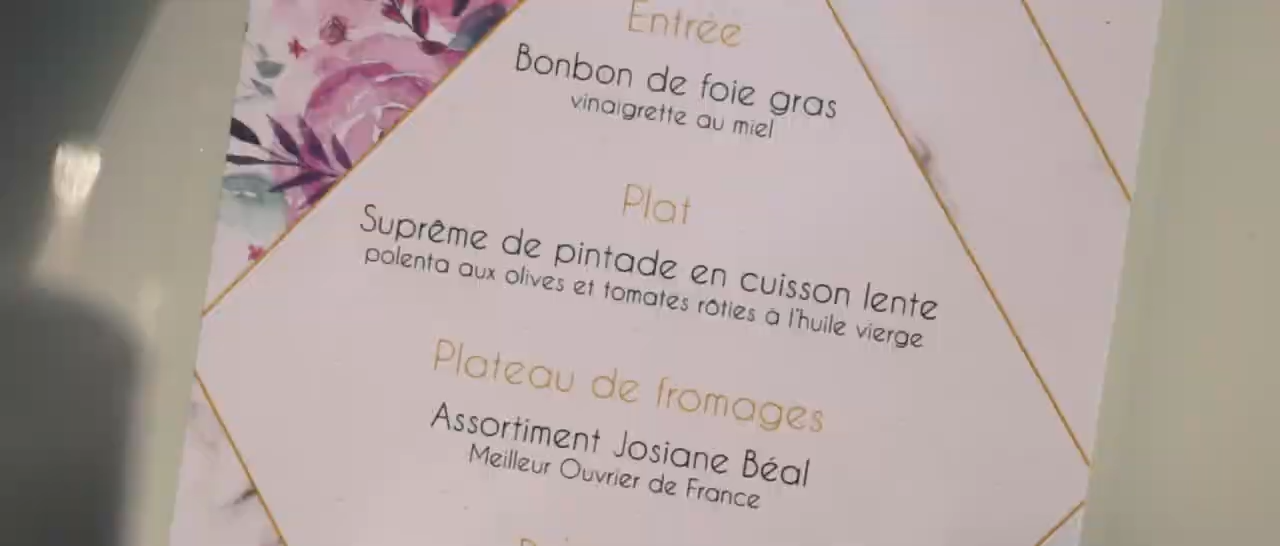 Entrée
Bonbon de foie gras
vinaigrette au miel
Plat
Suprême de pintade en cuisson lente
polenta aux olives et tomates rôties à l'huile vierge
Plateau de fromages
Assortiment Josiane Béal
Meilleur Ouvrier de France